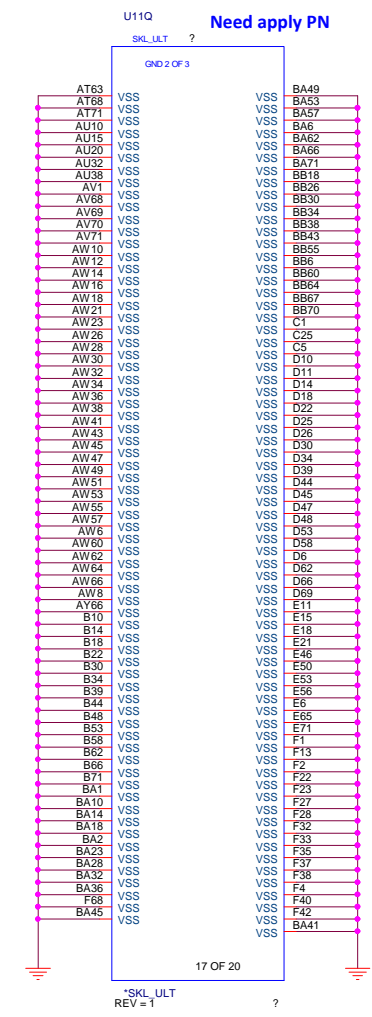 U11Q
Need apply PN
SKL_ULT ?
GND 2 OF 3
AT63 VSS VSS BA49
AT68 VSS VSS BA53
AT71 VSS VSS BA57
AU10 VSS VSS BA6
AU15 VSS VSS BA62
AU20 VSS VSS BA66
AU32 VSS VSS BA71
AU38 VSS VSS BB18
AV1 VSS VSS BB26
AV68 VSS VSS BB30
AV69 VSS VSS BB34
AV70 VSS VSS BB38
AV71 VSS VSS BB43
AW10 VSS VSS BB55
AW12 VSS VSS BB6
AW14 VSS VSS BB60
AW16 VSS VSS BB64
AW18 VSS VSS BB67
AW21 VSS VSS BB70
AW23 VSS VSS C1
AW26 VSS VSS C25
AW28 VSS VSS C5
AW30 VSS VSS D10
AW32 VSS VSS D11
AW34 VSS VSS D14
AW36 VSS VSS D18
AW38 VSS VSS D22
AW41 VSS VSS D25
AW43 VSS VSS D26
AW45 VSS VSS D30
AW47 VSS VSS D34
AW49 VSS VSS D39
AW51 VSS VSS D44
AW53 VSS VSS D45
AW55 VSS VSS D47
AW57 VSS VSS D48
AW6 VSS VSS D53
AW60 VSS VSS D58
AW62 VSS VSS D6
AW64 VSS VSS D62
AW66 VSS VSS D66
AW8 VSS VSS D69
AY66 VSS VSS E11
B10 VSS VSS E15
B14 VSS VSS E18
B18 VSS VSS E21
B22 VSS VSS E46
B30 VSS VSS E50
B34 VSS VSS E53
B39 VSS VSS E56
B44 VSS VSS E6
B48 VSS VSS E65
B53 VSS VSS E71
B58 VSS VSS F1
B62 VSS VSS F13
B66 VSS VSS F2
B71 VSS VSS F22
BA1 VSS VSS F23
BA10 VSS VSS F27
BA14 VSS VSS F28
BA18 VSS VSS F32
BA2 VSS VSS F33
BA23 VSS VSS F35
BA28 VSS VSS F37
BA32 VSS VSS F38
BA36 VSS VSS F4
F68 VSS VSS F40
BA45 VSS VSS F42
VSS BA41
17 OF 20
*SKL_ULT
REV = 1 ?